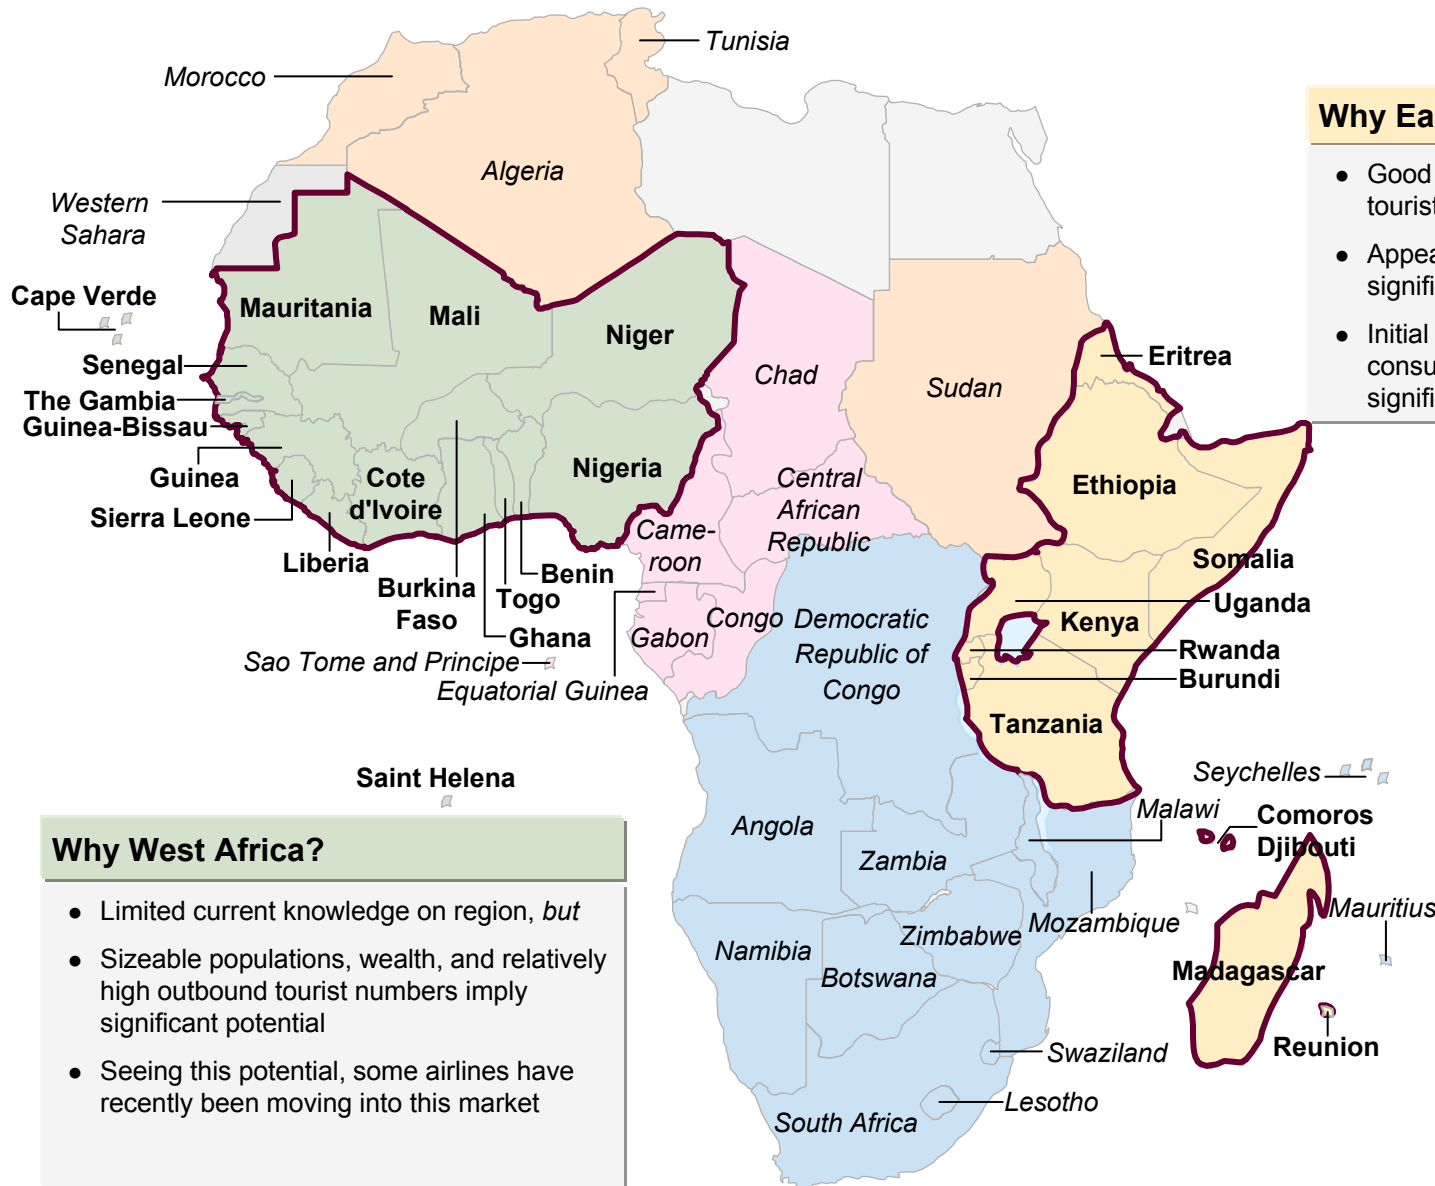 Tunisia
Morocco
Algeria
Western
Sahara
Cape Verde
Mauritania
Mali
Niger
Senegal
The Gambia
Guinea-Bissau
Guinea
Sierra Leone
Liberia
Cote
d'Ivoire
Burkina
Faso
Nigeria
Benin
Togo
Ghana
Chad
Sudan
Eritrea
Central
African
Republic
Came-
roon
Ethiopia
Somalia
Uganda
Kenya
Rwanda
Burundi
Tanzania
Congo
Gabon
Democratic
Republic of
Congo
Sao Tome and Principe
Equatorial Guinea
Saint Helena
Seychelles
Malawi
Comoros
Djibouti
Angola
Zambia
Mozambique
Mauritius
Zimbabwe
Namibia
Botswana
Madagascar
Reunion
Swaziland
Lesotho
South Africa
Why West Africa?
● Limited current knowledge on region, but
● Sizeable populations, wealth, and relatively
high outbound tourist numbers imply
significant potential
● Seeing this potential, some airlines have
recently been moving into this market
Why Ea
● Good
tourist
● Appea
signifi
● Initial
consu
signifi